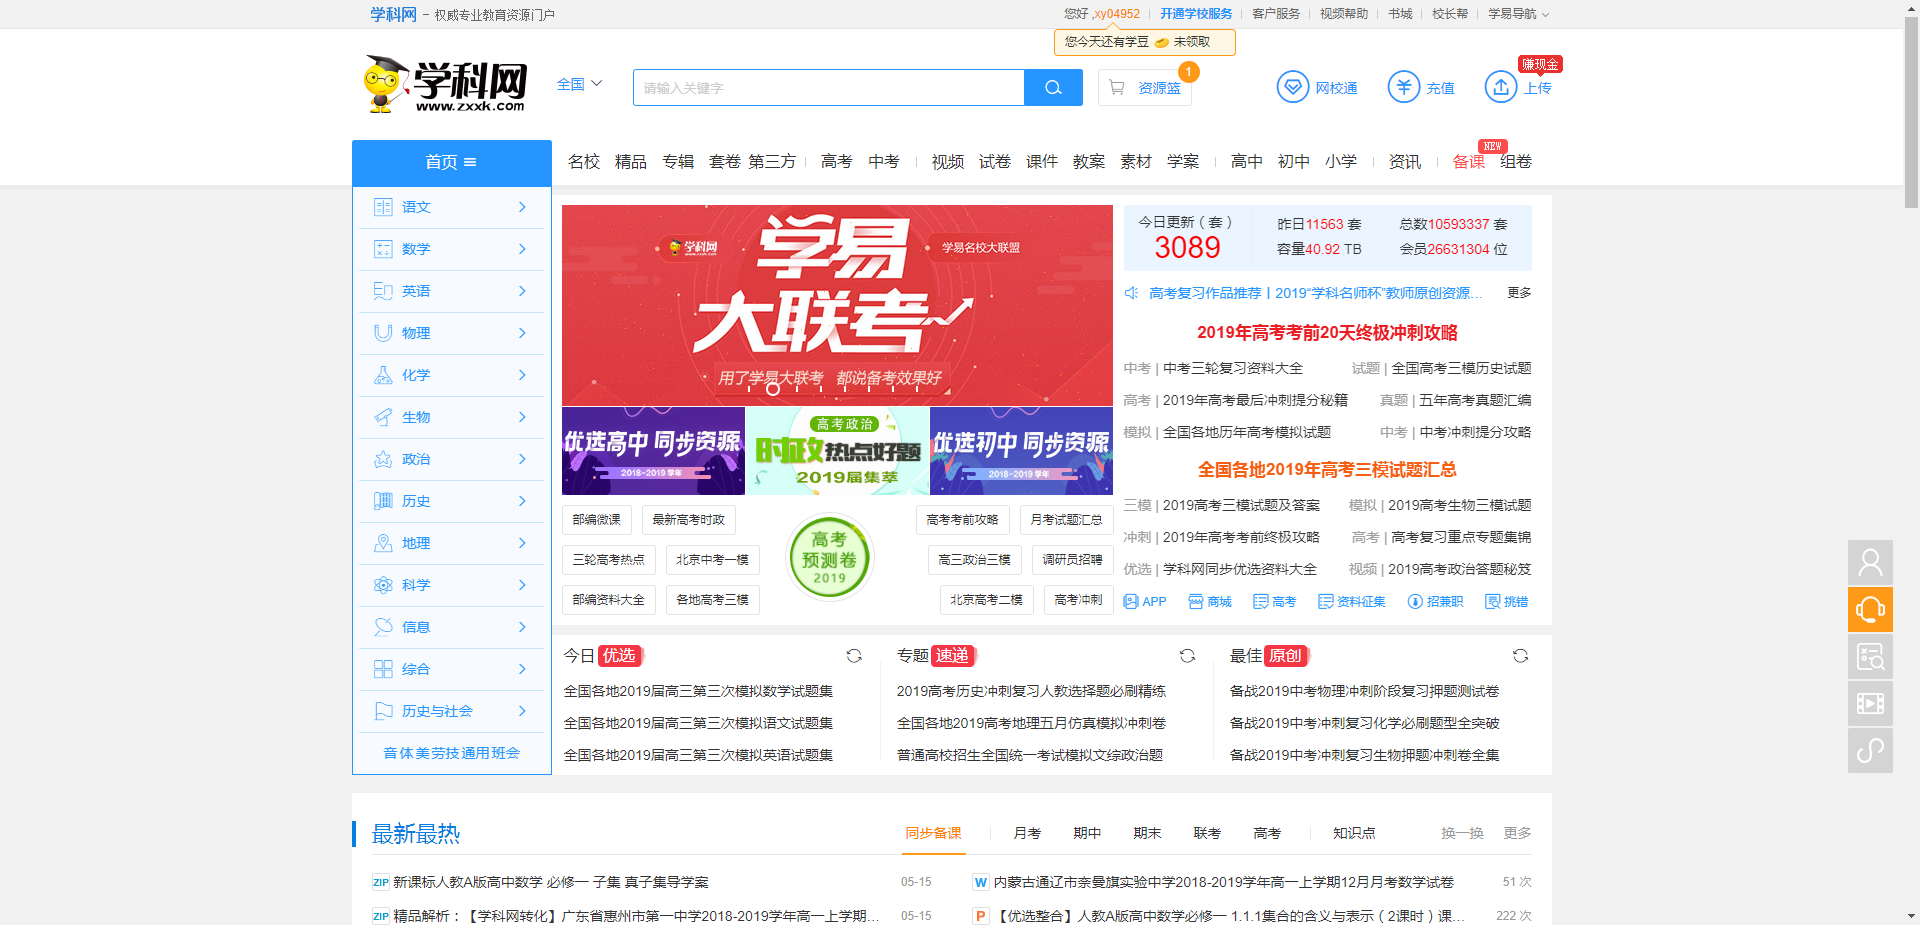 学科网 – 权威专业教育资源门户
您好 ,xy04952 开通学校服务 客户服务 视频帮助 书城 校长帮 学易导航
您今天还有学豆 未领取
学科网
www.zxxk.com
全国
请输入关键字
资源篮 1
网校通 充值 上传
赚现金
首页
名校 精品 专辑 套卷 第三方 高考 中考 视频 试卷 课件 教案 素材 学案 高中 初中 小学 资讯 备课 组卷
NEW
语文
数学
英语
物理
化学
生物
政治
历史
地理
科学
信息
综合
历史与社会
音体美劳技通用班会
学科网
www.zxxk.com
学易名校大联盟
学易
大联考
用了学易大联考 都说备考效果好
优选高中 同步资源
2018-2019学年
高考政治
时政热点好题
2019届集萃
优选初中 同步资源
2018-2019学年
部编微课 最新高考时政
三轮高考热点 北京中考一模
部编资料大全 各地高考三模
高考
预测卷
2019
高考考前攻略 月考试题汇总
高三政治三模 调研员招聘
北京高考二模 高考冲刺
今日更新（套）
3089
昨日11563 套 总数10593337 套
容量40.92 TB 会员26631304 位
高考复习作品推荐丨2019“学科名师杯”教师原创资源... 更多
2019年高考考前20天终极冲刺攻略
中考 | 中考三轮复习资料大全 试题 | 全国高考三模历史试题
高考 | 2019年高考最后冲刺提分秘籍 真题 | 五年高考真题汇编
模拟 | 全国各地历年高考模拟试题 中考 | 中考冲刺提分攻略
全国各地2019年高考三模试题汇总
三模 | 2019高考三模试题及答案 模拟 | 2019高考生物三模试题
冲刺 | 2019年高考考前终极攻略 高考 | 高考复习重点专题集锦
优选 | 学科网同步优选资料大全 视频 | 2019高考政治答题秘笈
APP 商城 高考 资料征集 招兼职 挑错
今日 优选
全国各地2019届高三第三次模拟数学试题集
全国各地2019届高三第三次模拟语文试题集
全国各地2019届高三第三次模拟英语试题集
专题 速递
2019高考历史冲刺复习人教选择题必刷精练
全国各地2019高考地理五月仿真模拟冲刺卷
普通高校招生全国统一考试模拟文综政治题
最佳 原创
备战2019中考物理冲刺阶段复习押题测试卷
备战2019中考冲刺复习化学必刷题型全突破
备战2019中考冲刺复习生物押题冲刺卷全集
最新最热
同步备课 月考 期中 期末 联考 高考 知识点 换一换 更多
ZIP 新课标人教A版高中数学 必修一 子集 真子集导学案 05-15
W 内蒙古通辽市奈曼旗实验中学2018-2019学年高一上学期12月月考数学试卷 51 次
ZIP 精品解析：【学科网转化】广东省惠州市第一中学2018-2019学年高一上学期... 05-15
P 【优选整合】人教A版高中数学必修一 1.1.1集合的含义与表示（2课时）课... 222 次